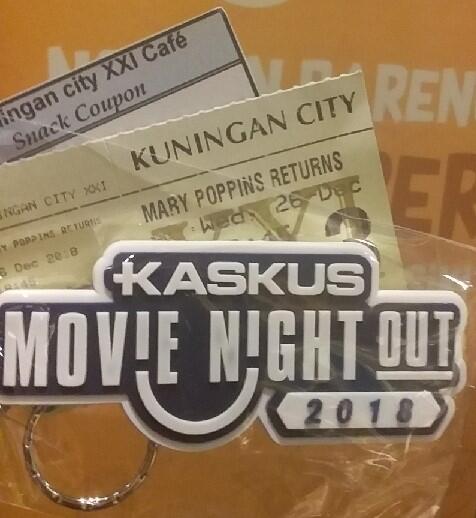 ningan city XXI Café
Snack Coupon
KUNINGAN CITY
MARY POPPINS RETURNS
Wed, 26-Dec
NINGAN CITY XXI
Y POPPINS RETURNS
6 Dec 2018
KASKUS
MOVIE NIGHT OUT
2018